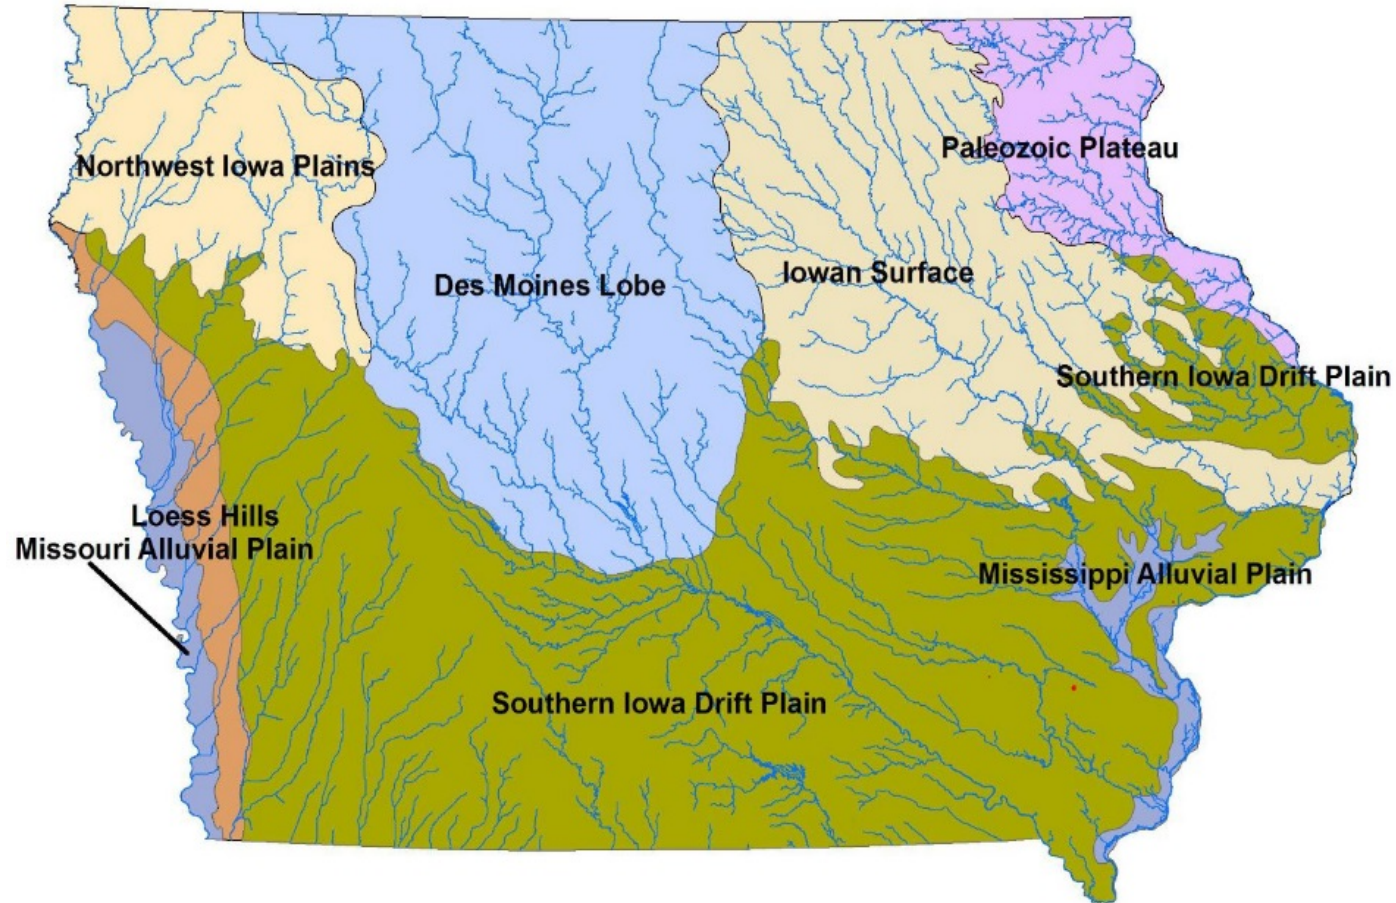 Paleozoic Plateau
Northwest Iowa Plains
Iowan Surface
Des Moines Lobe
Southern Iowa Drift Plain
Loess Hills
Missouri Alluvial Plain
Mississippi Alluvial Plain
Southern Iowa Drift Plain